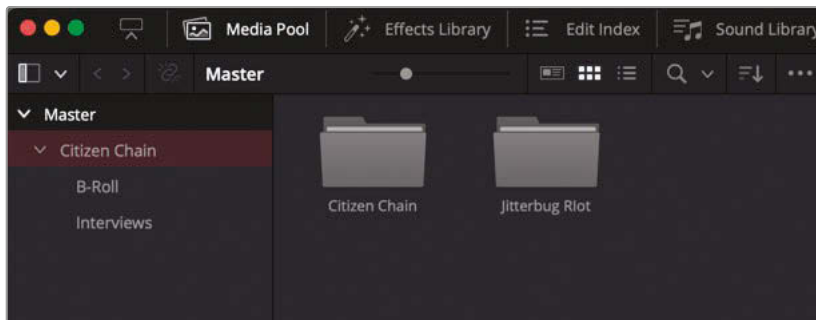 Media Pool Effects Library Edit Index Sound Library
Master
Master
Citizen Chain
B-Roll
Interviews
Citizen Chain Jitterbug RIot